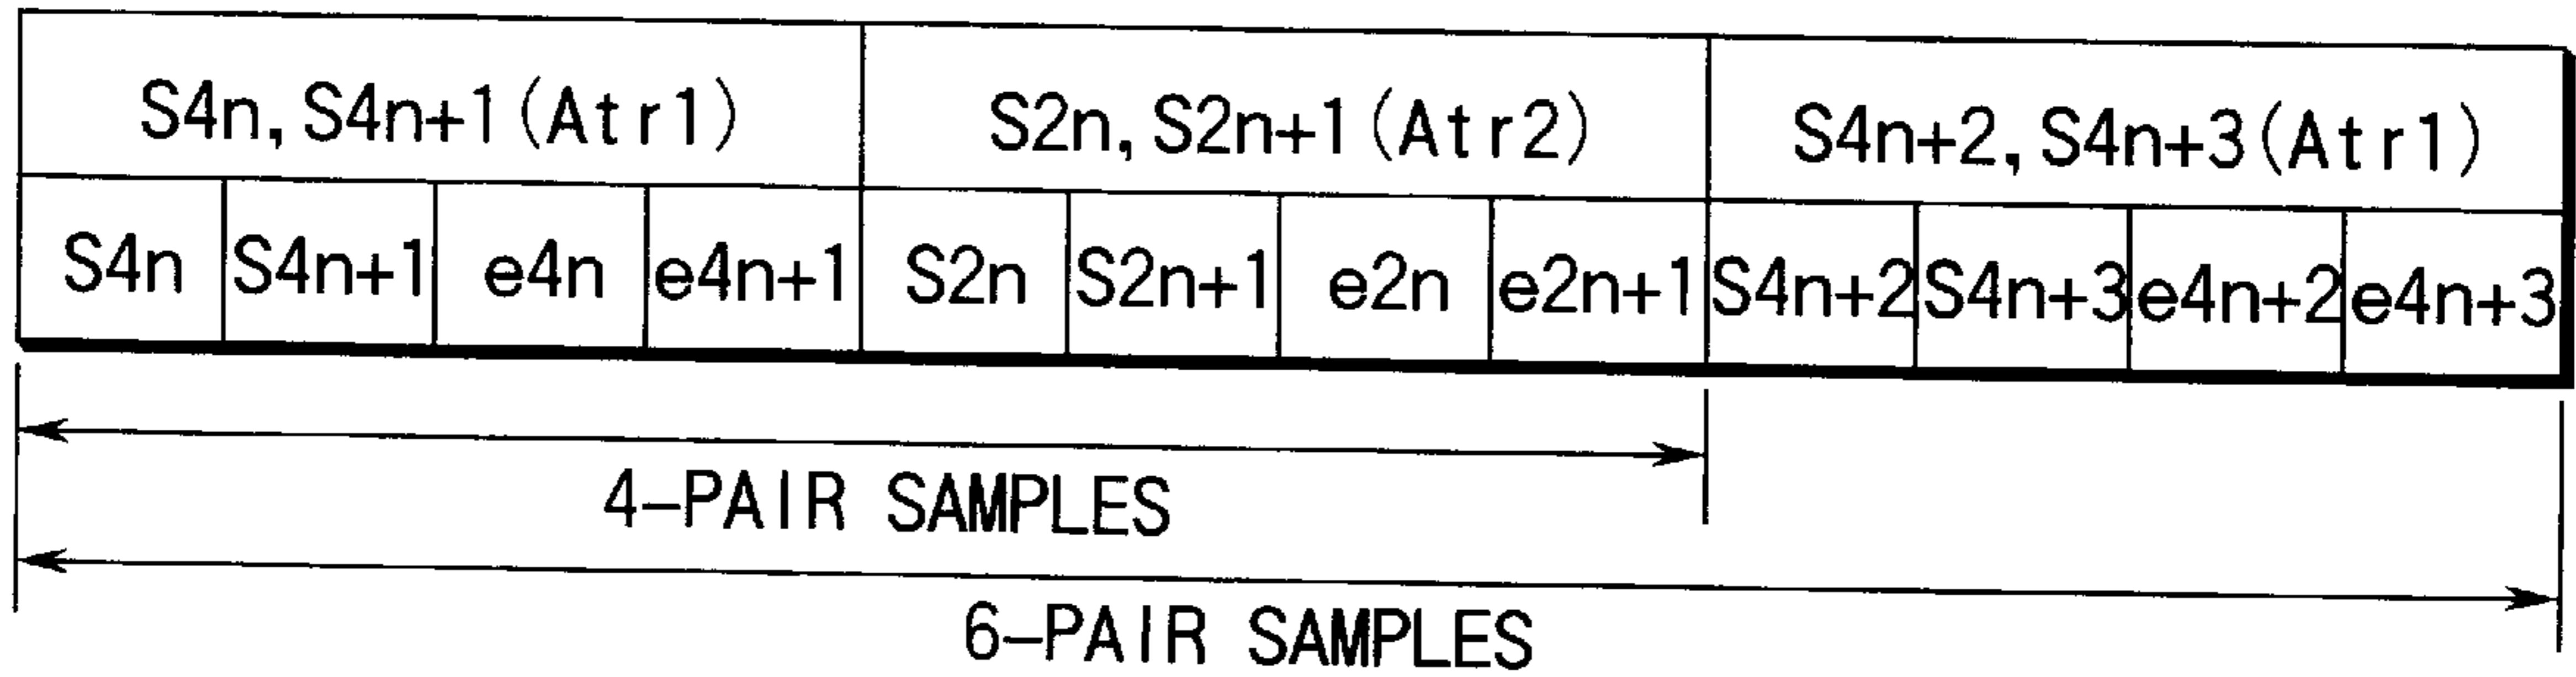 S4n, S4n+1 (Atr1) S2n, S2n+1 (Atr2) S4n+2, S4n+3 (Atr1)
S4n S4n+1 e4n e4n+1 S2n S2n+1 e2n e2n+1 S4n+2 S4n+3 e4n+2 e4n+3
4-PAIR SAMPLES
6-PAIR SAMPLES